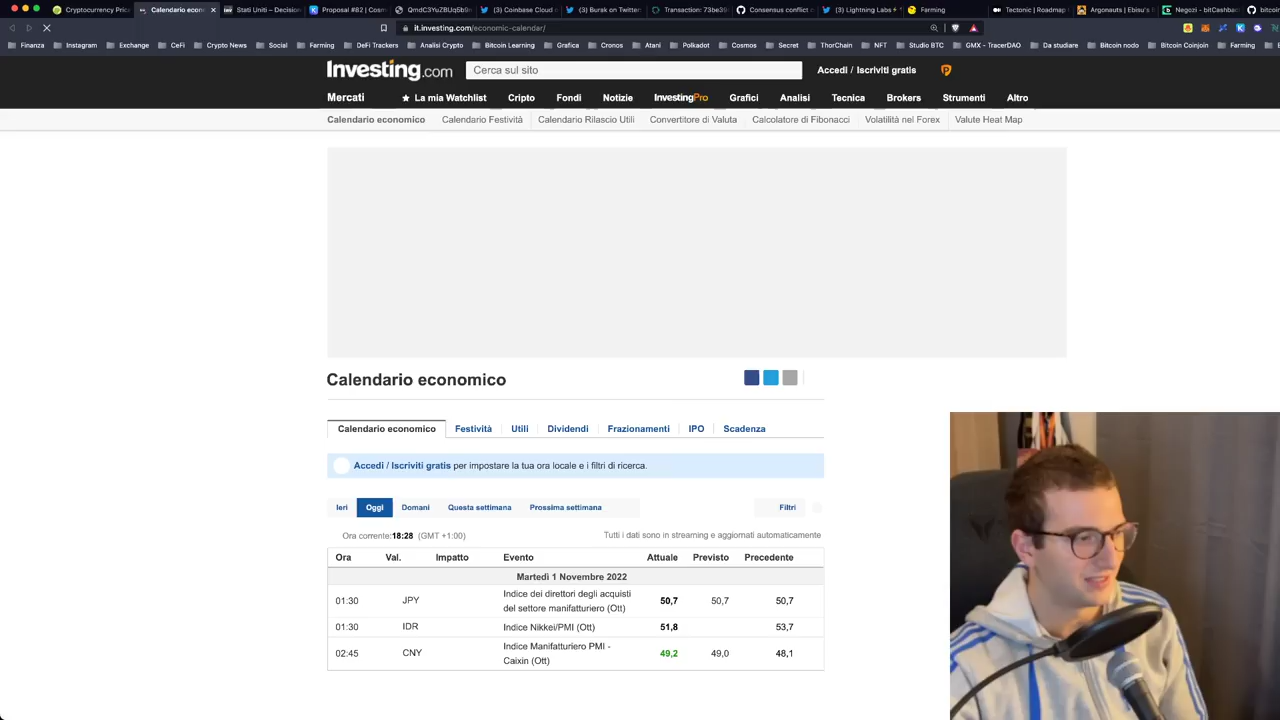 Cryptocurrency Pric
Calendario econ
Stati Uniti – Decision
Proposal #82 | Cosm
QmdC3YuZBUq5b9n
(3) Coinbase Cloud
(3) Bursk on Twitter
Transaction: 73be39
Consensus conflict
(3) Lightning Labs⚡
Farming
Tectonic | Roadmap
Argonauts | Ebisu's
Negozi - bitCashback
bitcoin
it.investing.com/economic-calendar/
Finanza Instagram Exchange CeFi Crypto News Social Farming DeFi Trackers Analisi Crypto Bitcoin Learning Grafica Cronos Atani Polkadot Cosmos Secret ThorChain NFT Studio BTC GMX - TracerDAO Da studiare Bitcoin nodo Bitcoin Coinjoin Farming
Investing.com Cerca sul sito Accedi / Iscriviti gratis
Mercati La mia Watchlist Cripto Fondi Notizie InvestingPro Grafici Analisi Tecnica Brokers Strumenti Altro
Calendario economico Calendario Festività Calendario Rilascio Utili Convertitore di Valuta Calcolatore di Fibonacci Volatilità nel Forex Valute Heat Map
Calendario economico
Calendario economico Festività Utili Dividendi Frazionamenti IPO Scadenza
Accedi / Iscriviti gratis per impostare la tua ora locale e i filtri di ricerca.
Ieri Oggi Domani Questa settimana Prossima settimana Filtri
Ora corrente:18:28 (GMT +1:00) Tutti i dati sono in streaming e aggiornati automaticamente
Ora Val. Impatto Evento Attuale Previsto Precedente
Martedì 1 Novembre 2022
01:30 JPY Indice dei direttori degli acquisti del settore manifatturiero (Ott) 50,7 50,7 50,7
01:30 IDR Indice Nikkei/PMI (Ott) 51,8 53,7
02:45 CNY Indice Manifatturiero PMI - Caixin (Ott) 49,2 49,0 48,1